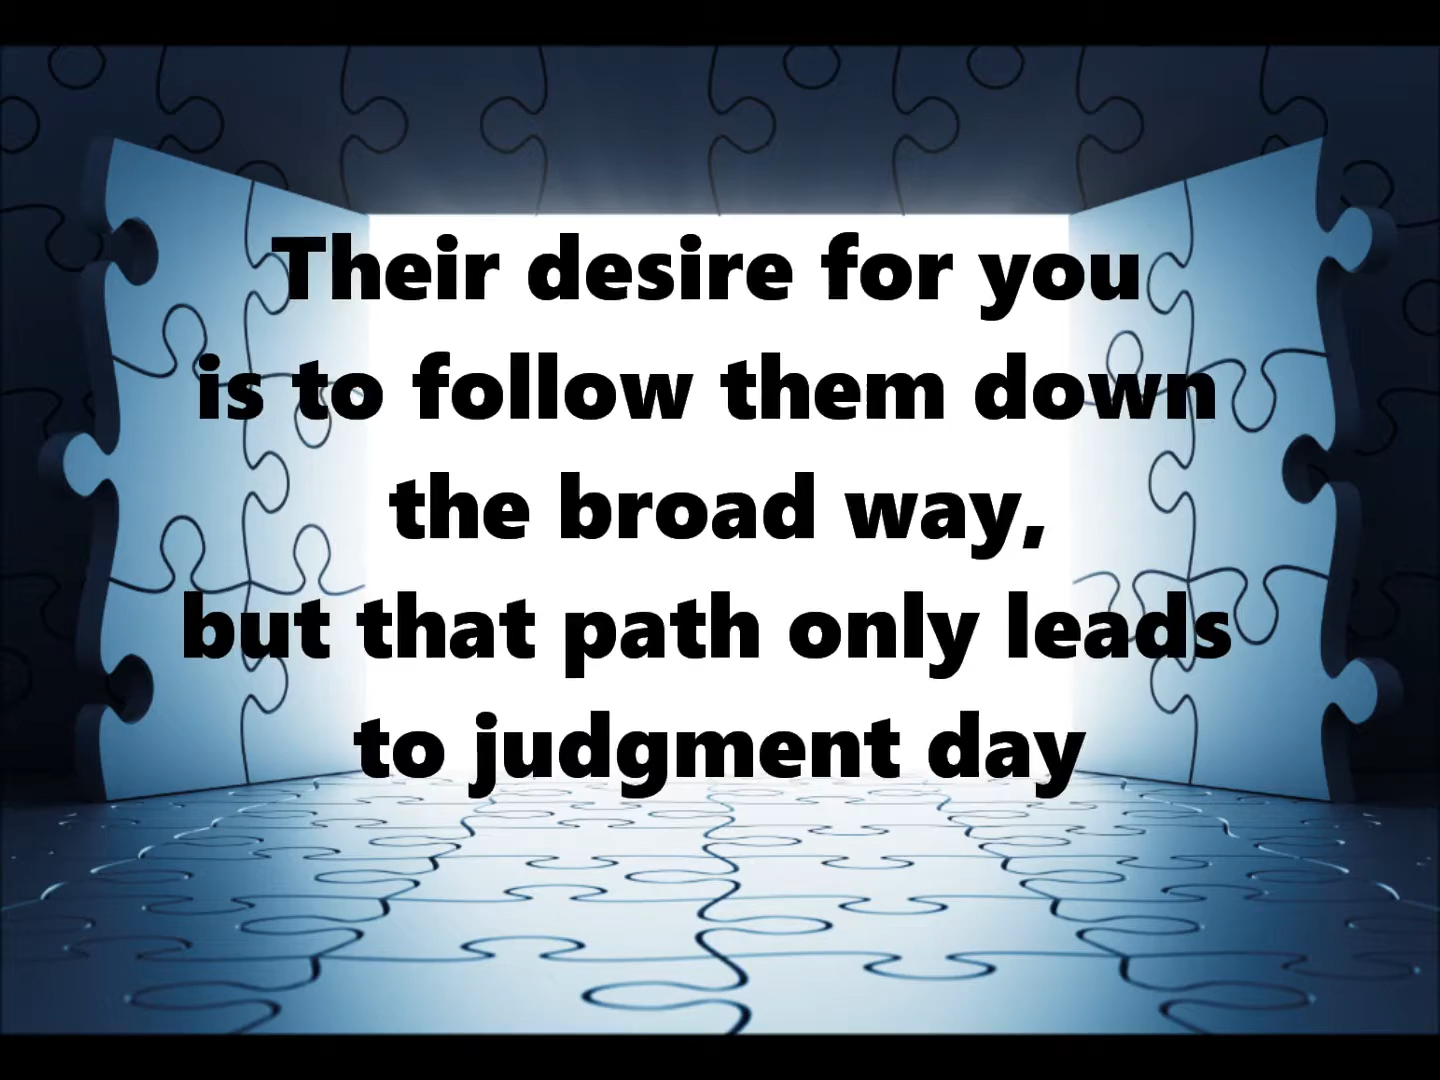 Their desire for you
is to follow them down
the broad way,
but that path only leads
to judgment day